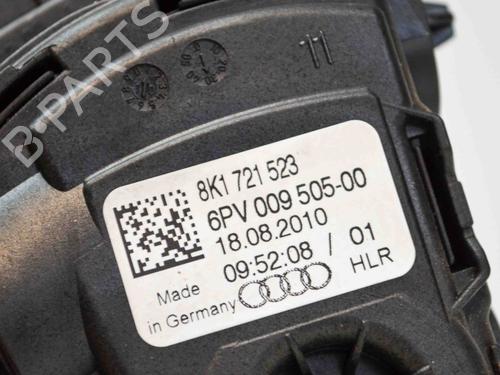 B-PARTS
11
8K1 721 523
6PV 009 505-00
18.08.2010
09:52:08 / 01
Made HLR
in Germany